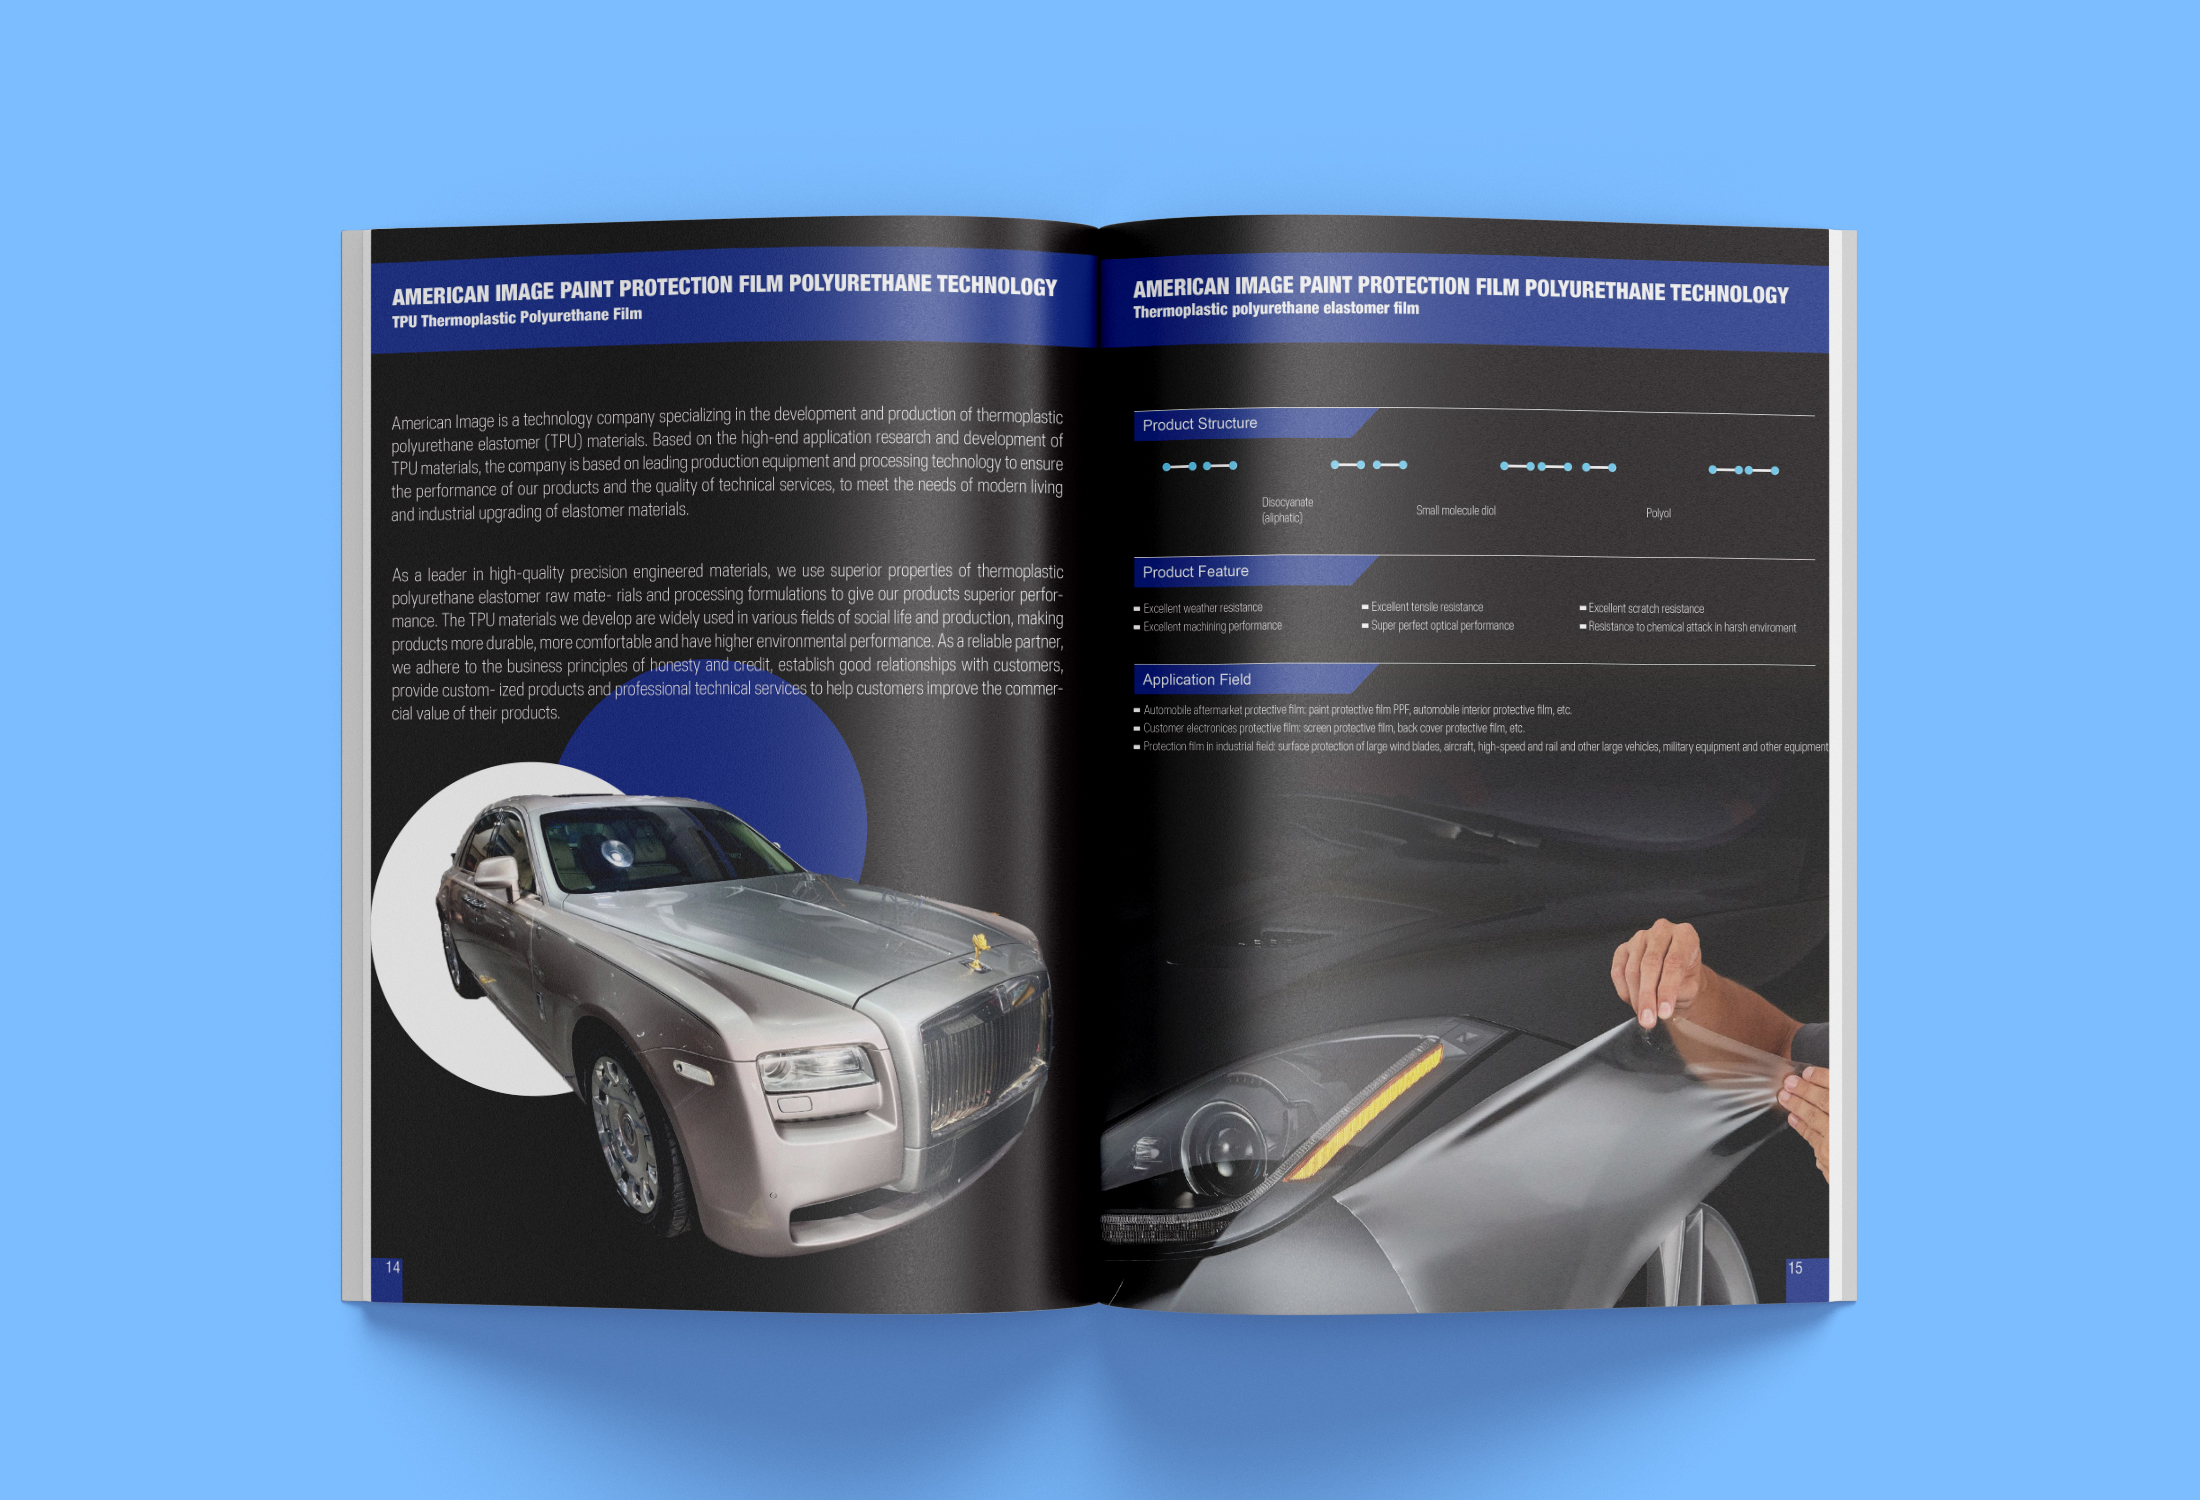 AMERICAN IMAGE PAINT PROTECTION FILM POLYURETHANE TECHNOLOGY
TPU Thermoplastic Polyurethane Film
American Image is a technology company specializing in the development and production of thermoplastic
polyurethane elastomer (TPU) materials. Based on the high-end application research and development of
TPU materials, the company is based on leading production equipment and processing technology to ensure
the performance of our products and the quality of technical services, to meet the needs of modern living
and industrial upgrading of elastomer materials.
As a leader in high-quality precision engineered materials, we use superior properties of thermoplastic
polyurethane elastomer raw mate- rials and processing formulations to give our products superior perfor-
mance. The TPU materials we develop are widely used in various fields of social life and production, making
products more durable, more comfortable and have higher environmental performance. As a reliable partner,
we adhere to the business principles of honesty and credit, establish good relationships with customers,
provide custom- ized products and professional technical services to help customers improve the commer-
cial value of their products.
14
AMERICAN IMAGE PAINT PROTECTION FILM POLYURETHANE TECHNOLOGY
Thermoplastic polyurethane elastomer film
Product Structure
Disocyanate
(aliphatic)
Small molecule diol
Polyol
Product Feature
Excellent weather resistance
Excellent tensile resistance
Excellent scratch resistance
Excellent machining performance
Super perfect optical performance
Resistance to chemical attack in harsh enviroment
Application Field
Automobile aftermarket protective film: paint protective film PPF, automobile interior protective film, etc.
Customer electronices protective film: screen protective film, back cover protective film, etc.
Protection film in industrial field: surface protection of large wind blades, aircraft, high-speed and rail and other large vehicles, military equipment and other equipment
15